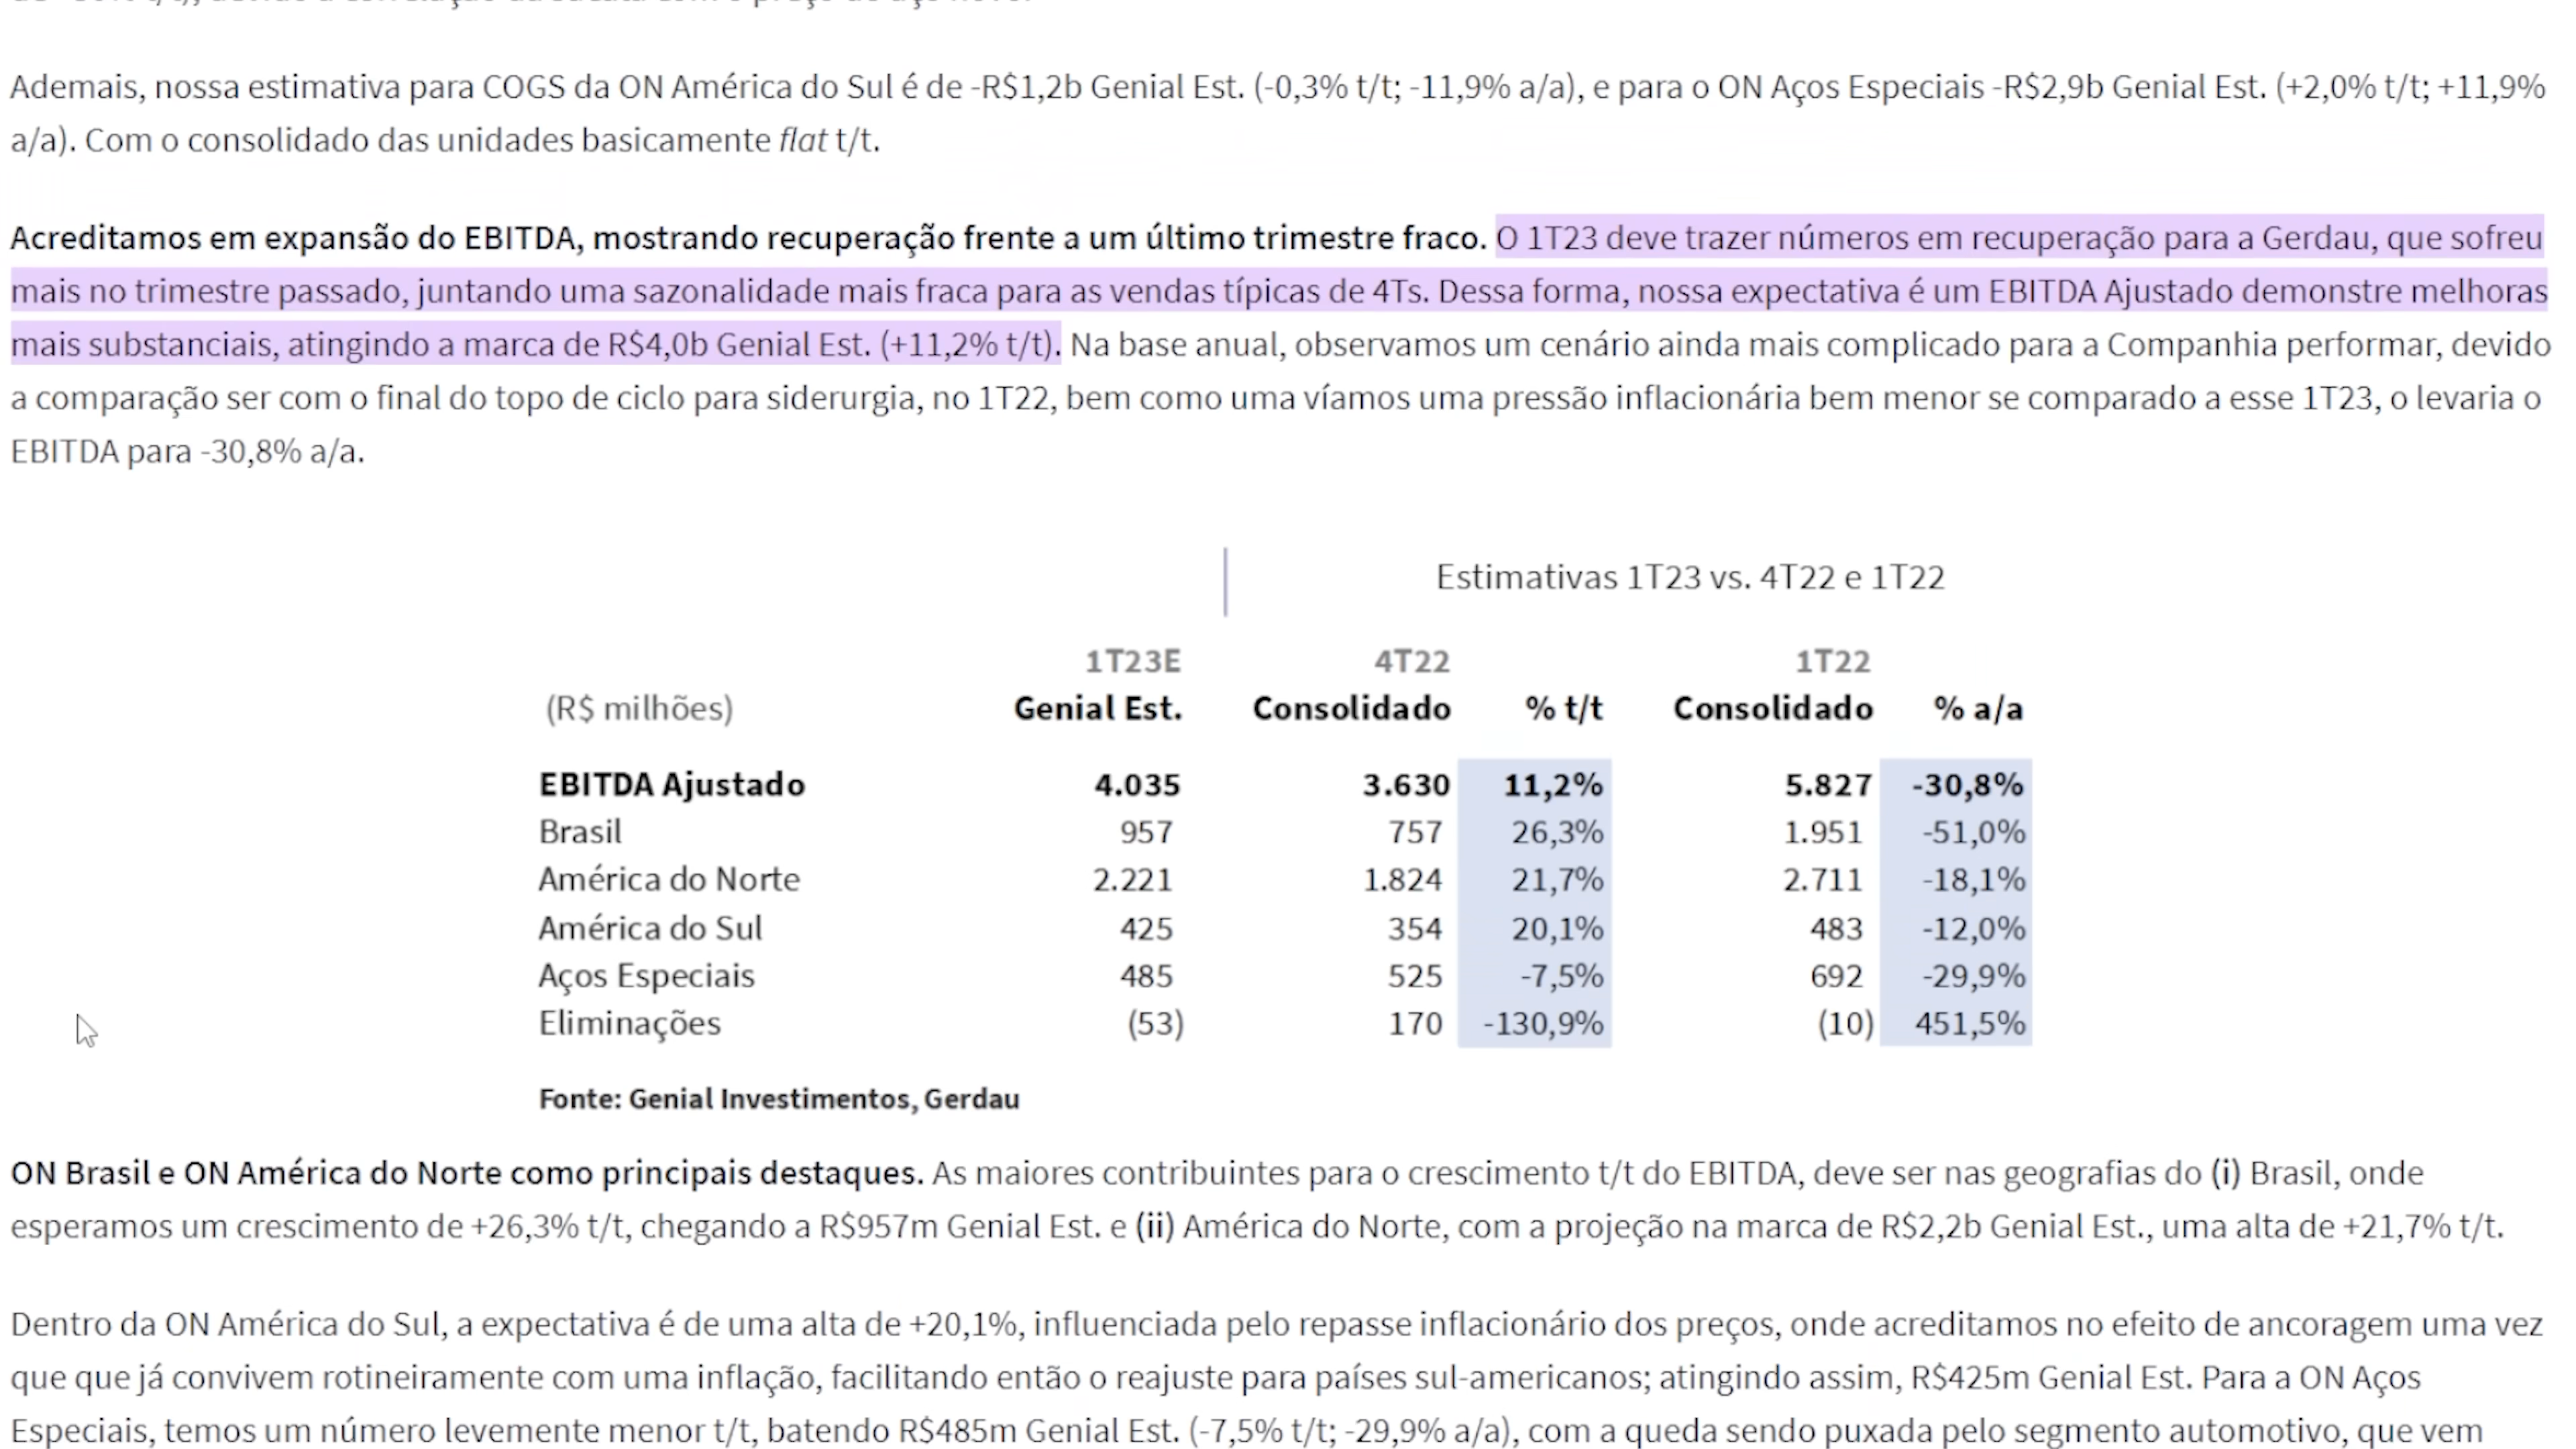 Ademais, nossa estimativa para COGS da ON América do Sul é de -R$1,2b Genial Est. (-0,3% t/t; -11,9% a/a), e para o ON Aços Especiais -R$2,9b Genial Est. (+2,0% t/t; +11,9%
a/a). Com o consolidado das unidades basicamente flat t/t.
Acreditamos em expansão do EBITDA, mostrando recuperação frente a um último trimestre fraco. O 1T23 deve trazer números em recuperação para a Gerdau, que sofreu
mais no trimestre passado, juntando uma sazonalidade mais fraca para as vendas típicas de 4Ts. Dessa forma, nossa expectativa é um EBITDA Ajustado demonstre melhoras
mais substanciais, atingindo a marca de R$4,0b Genial Est. (+11,2% t/t). Na base anual, observamos um cenário ainda mais complicado para a Companhia performar, devido
a comparação ser com o final do topo de ciclo para siderurgia, no 1T22, bem como uma víamos uma pressão inflacionária bem menor se comparado a esse 1T23, o levaria o
EBITDA para -30,8% a/a.
Estimativas 1T23 vs. 4T22 e 1T22
1T23E 4T22 1T22
(R$ milhões) Genial Est. Consolidado % t/t Consolidado % a/a
EBITDA Ajustado 4.035 3.630 11,2% 5.827 -30,8%
Brasil 957 757 26,3% 1.951 -51,0%
América do Norte 2.221 1.824 21,7% 2.711 -18,1%
América do Sul 425 354 20,1% 483 -12,0%
Aços Especiais 485 525 -7,5% 692 -29,9%
Eliminações (53) 170 -130,9% (10) 451,5%
Fonte: Genial Investimentos, Gerdau
ON Brasil e ON América do Norte como principais destaques. As maiores contribuintes para o crescimento t/t do EBITDA, deve ser nas geografias do (i) Brasil, onde
esperamos um crescimento de +26,3% t/t, chegando a R$957m Genial Est. e (ii) América do Norte, com a projeção na marca de R$2,2b Genial Est., uma alta de +21,7% t/t.
Dentro da ON América do Sul, a expectativa é de uma alta de +20,1%, influenciada pelo repasse inflacionário dos preços, onde acreditamos no efeito de ancoragem uma vez
que que já convivem rotineiramente com uma inflação, facilitando então o reajuste para países sul-americanos; atingindo assim, R$425m Genial Est. Para a ON Aços
Especiais, temos um número levemente menor t/t, batendo R$485m Genial Est. (-7,5% t/t; -29,9% a/a), com a queda sendo puxada pelo segmento automotivo, que vem